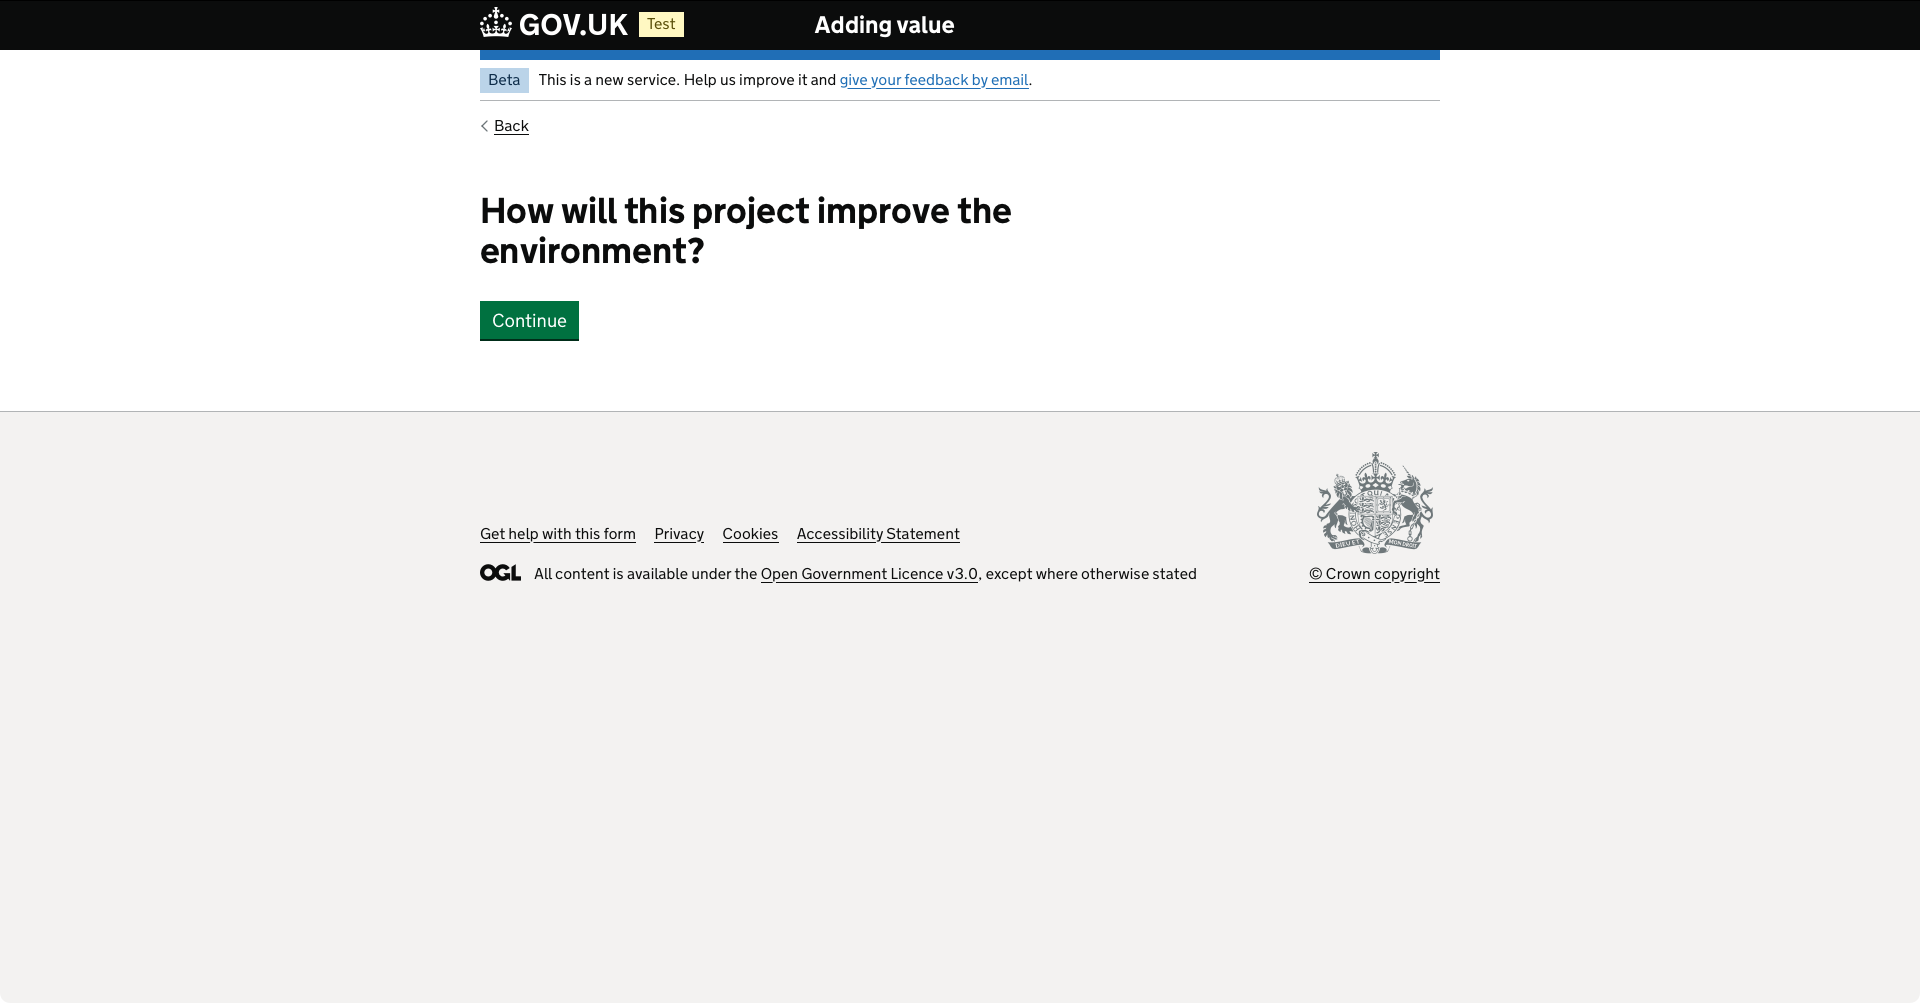 GOV.UK Test Adding value
Beta This is a new service. Help us improve it and give your feedback by email.
Back
How will this project improve the
environment?
Continue
Get help with this form Privacy Cookies Accessibility Statement
OGL All content is available under the Open Government Licence v3.0, except where otherwise stated
© Crown copyright